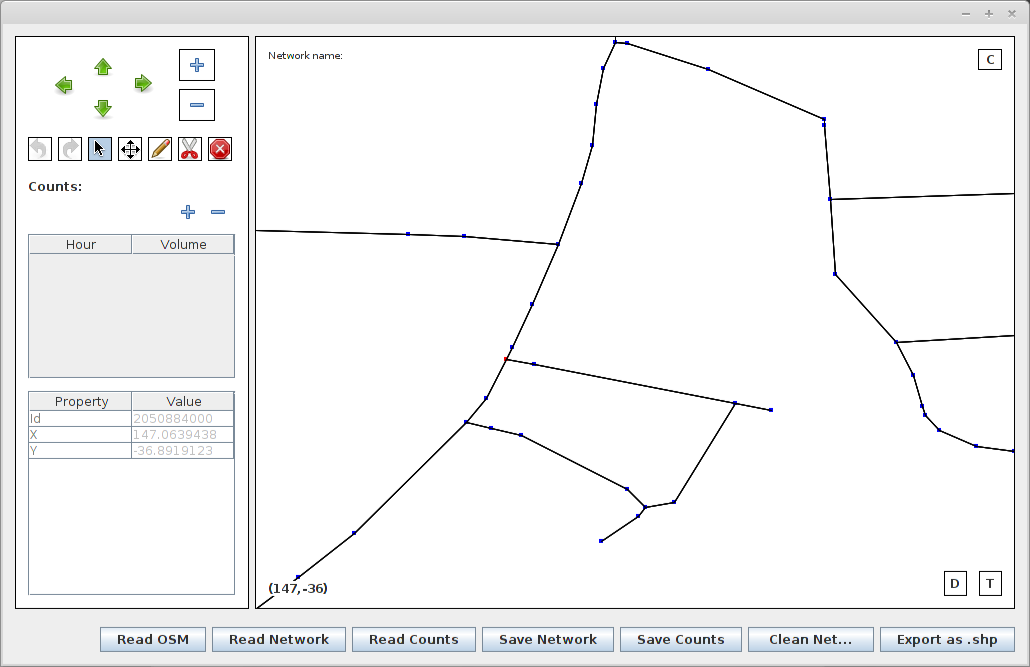 Network name:
C
Counts:
Hour Volume
Property Value
Id 2050884000
X 147.0639438
Y -36.8919123
(147,-36)
D T
Read OSM Read Network Read Counts Save Network Save Counts Clean Net... Export as .shp